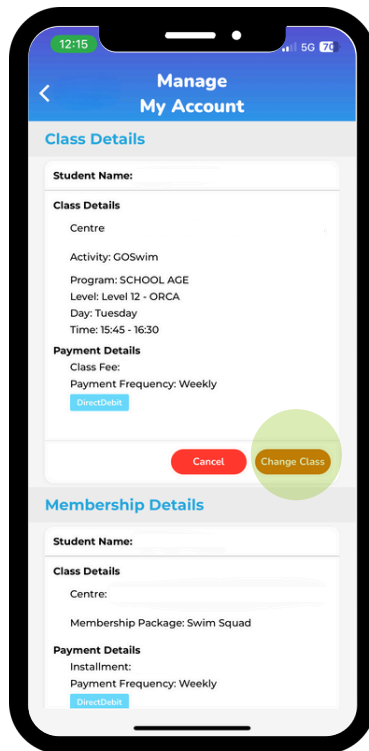 12:15
5G 70
Manage
My Account
Class Details
Student Name:
Class Details
Centre
Activity: GOSwim
Program: SCHOOL AGE
Level: Level 12 - ORCA
Day: Tuesday
Time: 15:45 - 16:30
Payment Details
Class Fee:
Payment Frequency: Weekly
DirectDebit
Cancel Change Class
Membership Details
Student Name:
Class Details
Centre:
Membership Package: Swim Squad
Payment Details
Installment:
Payment Frequency: Weekly
DirectDebit